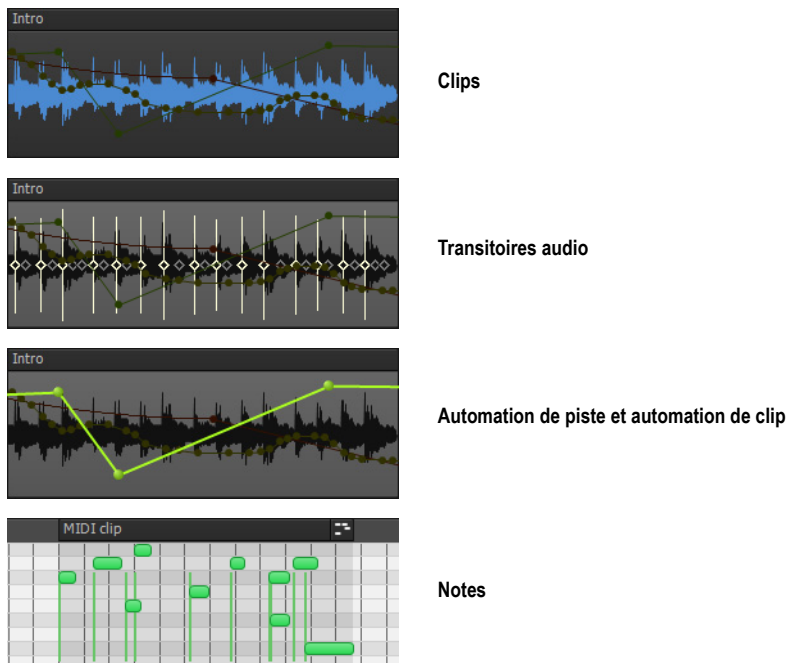 Intro
Clips
Intro
Transitoires audio
Intro
Automation de piste et automation de clip
MIDI clip
Notes